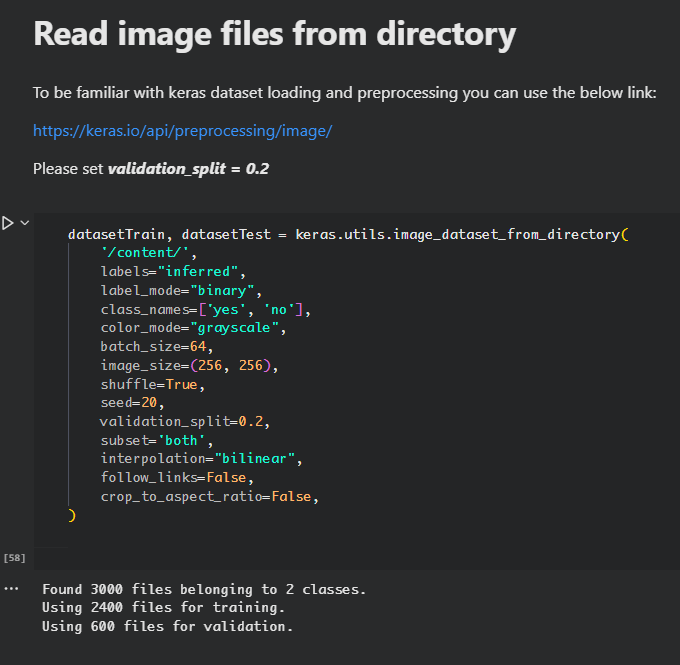 Read image files from directory
To be familiar with keras dataset loading and preprocessing you can use the below link:
https://keras.io/api/preprocessing/image/
Please set validation_split = 0.2
datasetTrain, datasetTest = keras.utils.image_dataset_from_directory(
'/content/',
labels="inferred",
label_mode="binary",
class_names=['yes', 'no'],
color_mode="grayscale",
batch_size=64,
image_size=(256, 256),
shuffle=True,
seed=20,
validation_split=0.2,
subset='both',
interpolation="bilinear",
follow_links=False,
crop_to_aspect_ratio=False,
)
[58]
... Found 3000 files belonging to 2 classes.
Using 2400 files for training.
Using 600 files for validation.